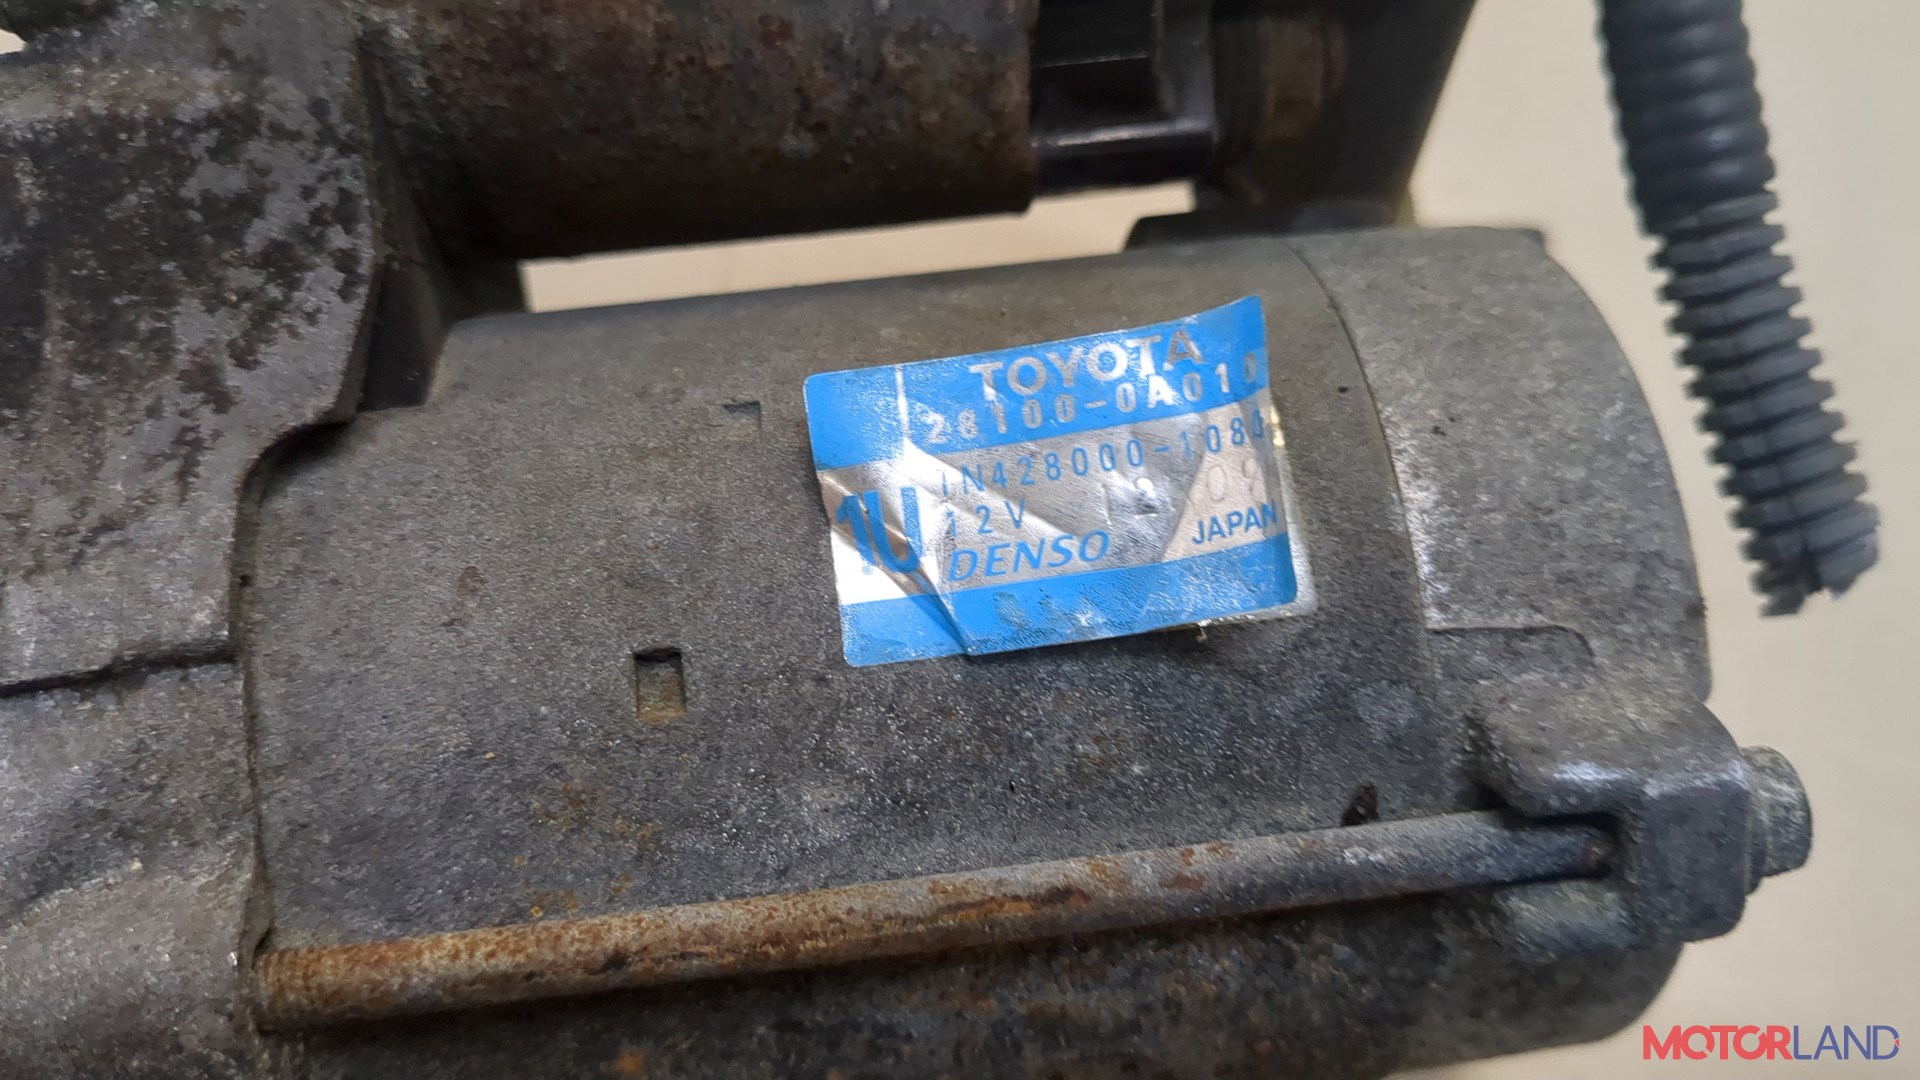 TOYOTA
28100-0A010
1N428000-1080
1U
12V
DENSO
JAPAN
MOTORLAND